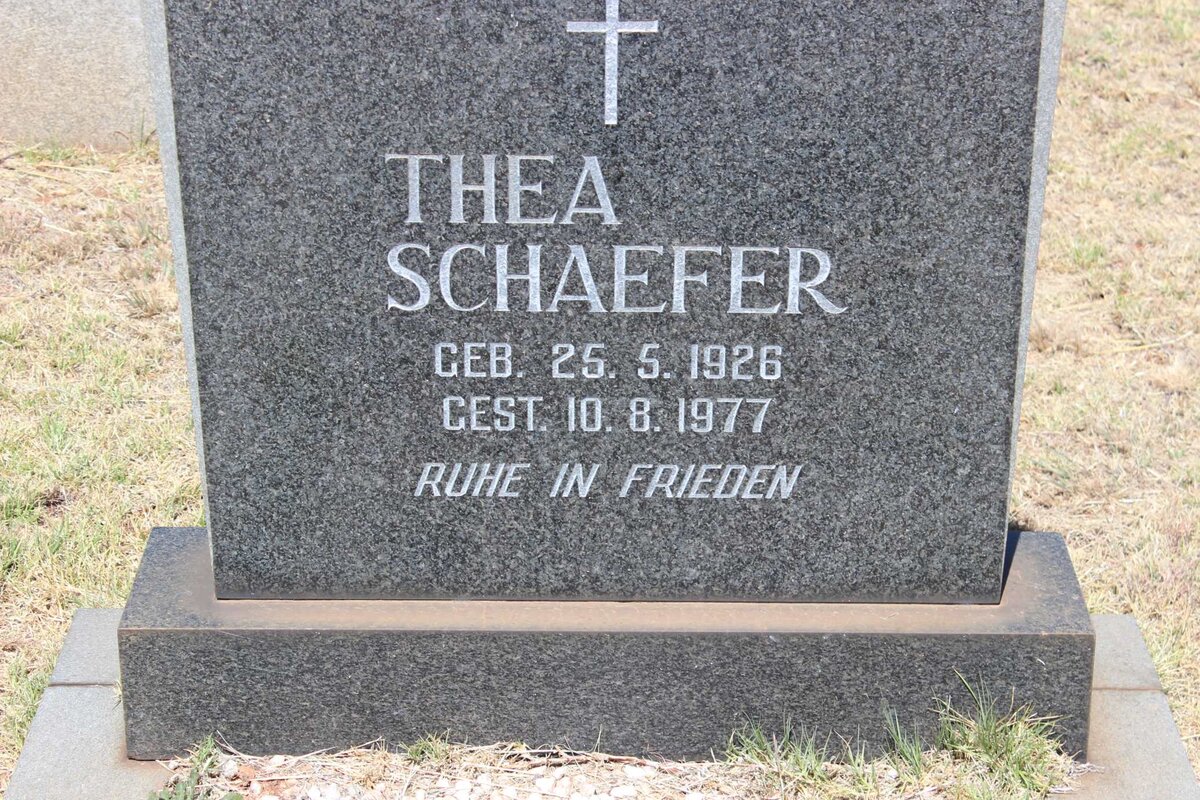 THEA
SCHAEFER
GEB. 25. 5. 1926
GEST. 10. 8. 1977
RUHE IN FRIEDEN